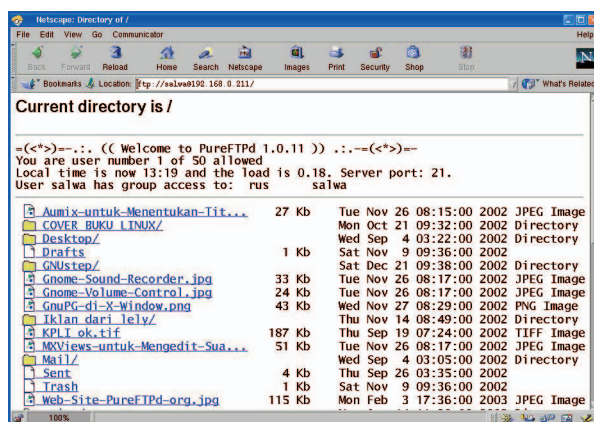 Netscape: Directory of /
File Edit View Go Communicator Help
Back Forward Reload Home Search Netscape Images Print Security Shop Stop N
Bookmarks Location: ftp://salwa@192.168.0.211/ What's Related
Current directory is /
=(<*>)=-.:. (( Welcome to PureFTPd 1.0.11 )) .:.-=(<*>)=-
You are user number 1 of 50 allowed
Local time is now 13:19 and the load is 0.18. Server port: 21.
User salwa has group access to: rus salwa
Aumix-untuk-Menentukan-Tit... 27 Kb Tue Nov 26 08:15:00 2002 JPEG Image
COVER BUKU LINUX/ Mon Oct 21 09:32:00 2002 Directory
Desktop/ Wed Sep 4 03:22:00 2002 Directory
Drafts 1 Kb Sat Nov 9 09:36:00 2002
GNUstep/ Sat Dec 21 09:38:00 2002 Directory
Gnome-Sound-Recorder.jpg 33 Kb Tue Nov 26 08:17:00 2002 JPEG Image
Gnome-Volume-Control.jpg 24 Kb Tue Nov 26 08:17:00 2002 JPEG Image
GnuPG-di-X-Window.png 43 Kb Wed Nov 27 08:29:00 2002 PNG Image
Iklan dari lely/ Thu Nov 14 08:49:00 2002 Directory
KPLI ok.tif 187 Kb Thu Sep 19 07:24:00 2002 TIFF Image
MXViews-untuk-Mengedit-Sua... 51 Kb Tue Nov 26 08:17:00 2002 JPEG Image
Mail/ Wed Sep 4 03:05:00 2002 Directory
Sent 4 Kb Thu Sep 26 03:35:00 2002
Trash 1 Kb Sat Nov 9 09:36:00 2002
Web-Site-PureFTPd-org.jpg 115 Kb Mon Feb 3 17:36:00 2003 JPEG Image
100%